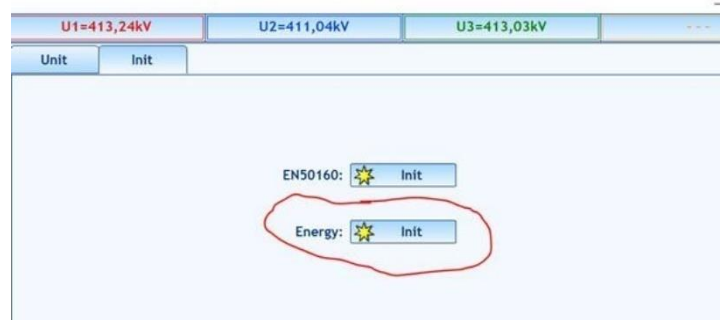 U1=413,24kV U2=411,04kV U3=413,03kV ---
Unit Init
EN50160: Init
Energy: Init